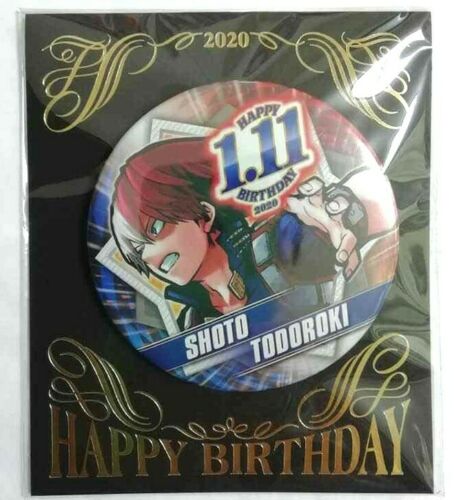 2020
HAPPY
1.11
BIRTHDAY
2020
SHOTO
TODOROKI
HAPPY BIRTHDAY